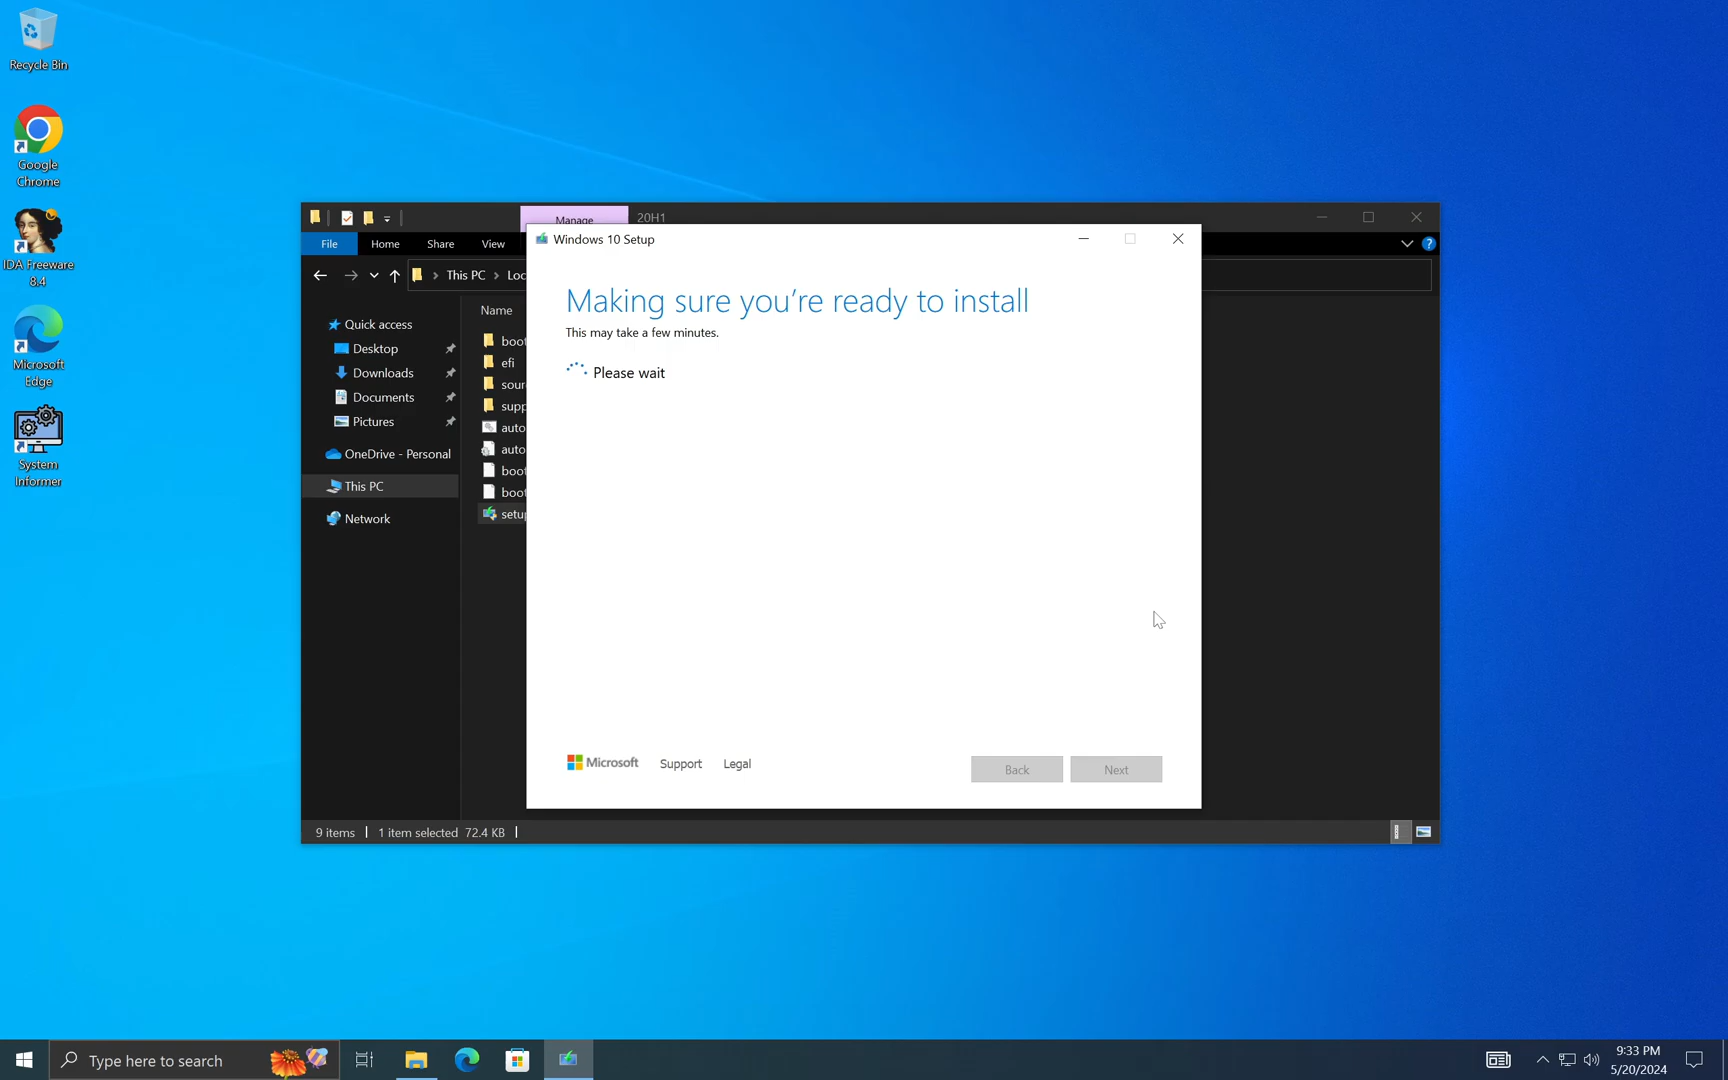 Recycle Bin
Google
Chrome
IDA Freeware
8.4
Microsoft
Edge
System
Informer
Manage
20H1
File
Home
Share
View
This PC
Loc
Quick access
Desktop
Downloads
Documents
Pictures
OneDrive - Personal
This PC
Network
Name
boot
efi
sour
supp
auto
auto
boot
boot
setup
9 items
1 item selected 72.4 KB
Windows 10 Setup
Making sure you're ready to install
This may take a few minutes.
Please wait
Microsoft
Support
Legal
Back
Next
Type here to search
9:33 PM
5/20/2024